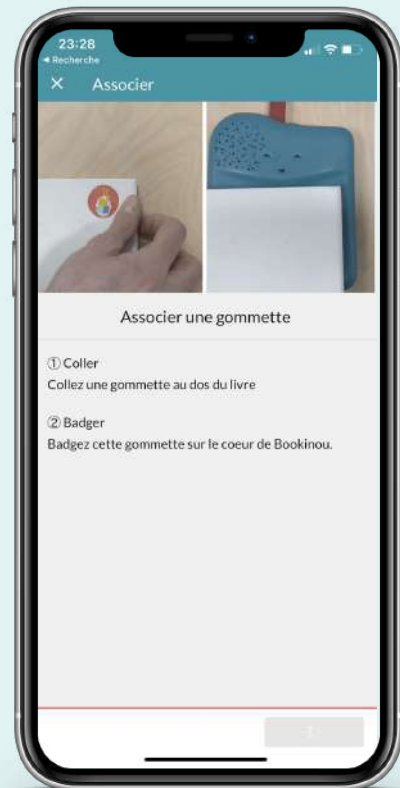 23:28
◀ Recherche
✕ Associer
Associer une gommette
① Coller
Collez une gommette au dos du livre
② Badger
Badgez cette gommette sur le coeur de Bookinou.